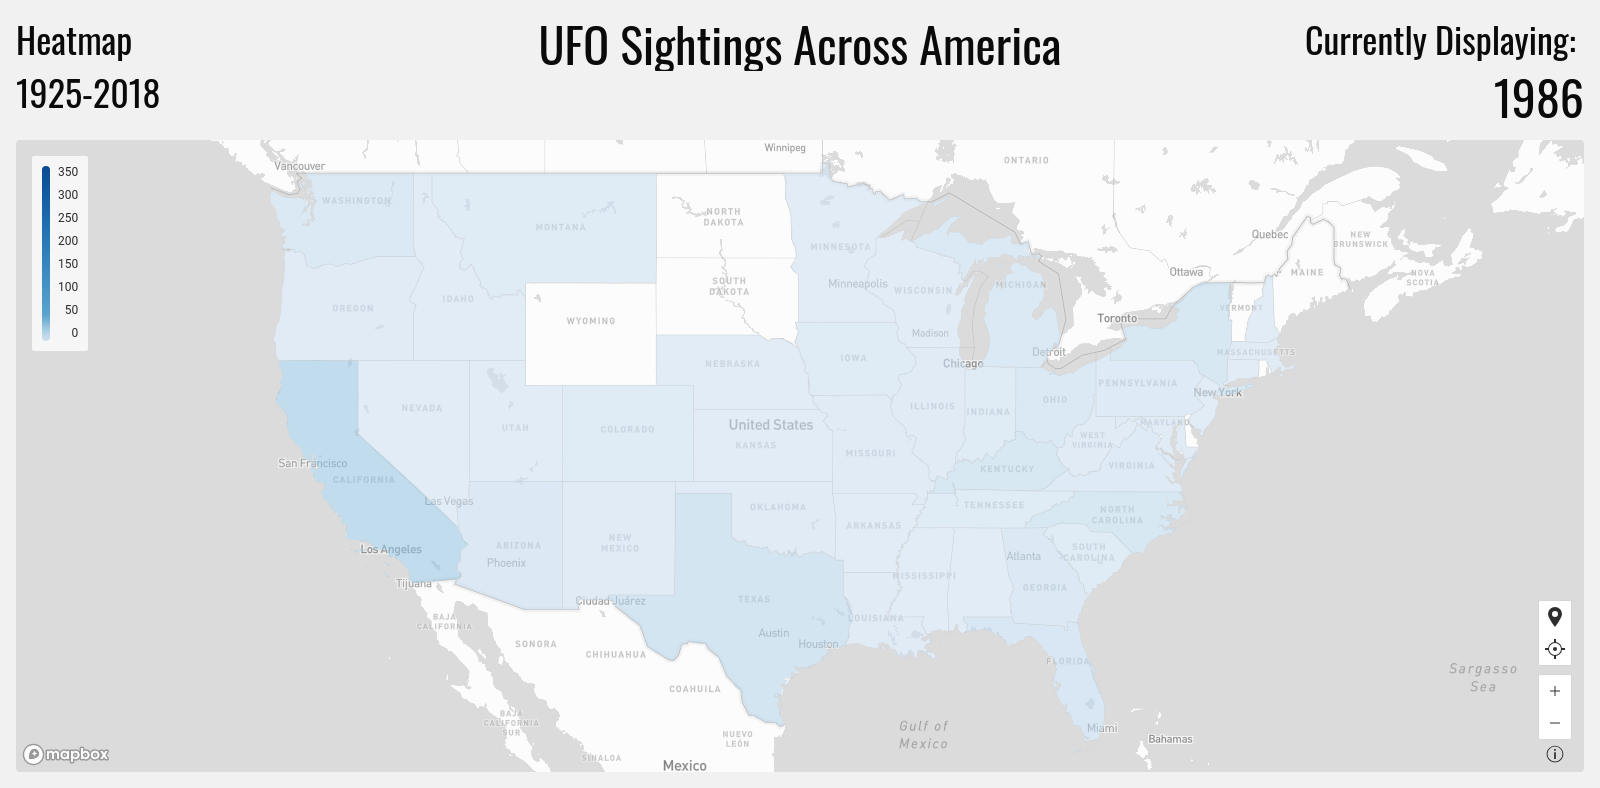 Heatmap
1925-2018
UFO Sightings Across America
Currently Displaying:
1986
350
300
250
200
150
100
50
0
Vancouver
Winnipeg
ONTARIO
WASHINGTON
MONTANA
NORTH
DAKOTA
MINNESOTA
Quebec
NEW
BRUNSWICK
Ottawa
MAINE
NOVA
SCOTIA
OREGON
IDAHO
SOUTH
DAKOTA
Minneapolis
WISCONSIN
MICHIGAN
WYOMING
Toronto
VERMONT
Madison
Detroit
MASSACHUSETTS
Chicago
NEBRASKA
IOWA
PENNSYLVANIA
New York
NEVADA
UTAH
COLORADO
United States
KANSAS
ILLINOIS
INDIANA
OHIO
MARYLAND
WEST
VIRGINIA
MISSOURI
San Francisco
CALIFORNIA
KENTUCKY
VIRGINIA
Las Vegas
OKLAHOMA
TENNESSEE
NORTH
CAROLINA
ARKANSAS
Los Angeles
ARIZONA
NEW
MEXICO
Phoenix
Atlanta
SOUTH
CAROLINA
Tijuana
MISSISSIPPI
GEORGIA
Ciudad Juárez
TEXAS
BAJA
CALIFORNIA
LOUISIANA
Austin
Houston
SONORA
CHIHUAHUA
FLORIDA
Sargasso
Sea
COAHUILA
BAJA
CALIFORNIA
SUR
Gulf of
Mexico
Miami
Bahamas
NUEVO
LEÓN
SINALOA
Mexico
mapbox